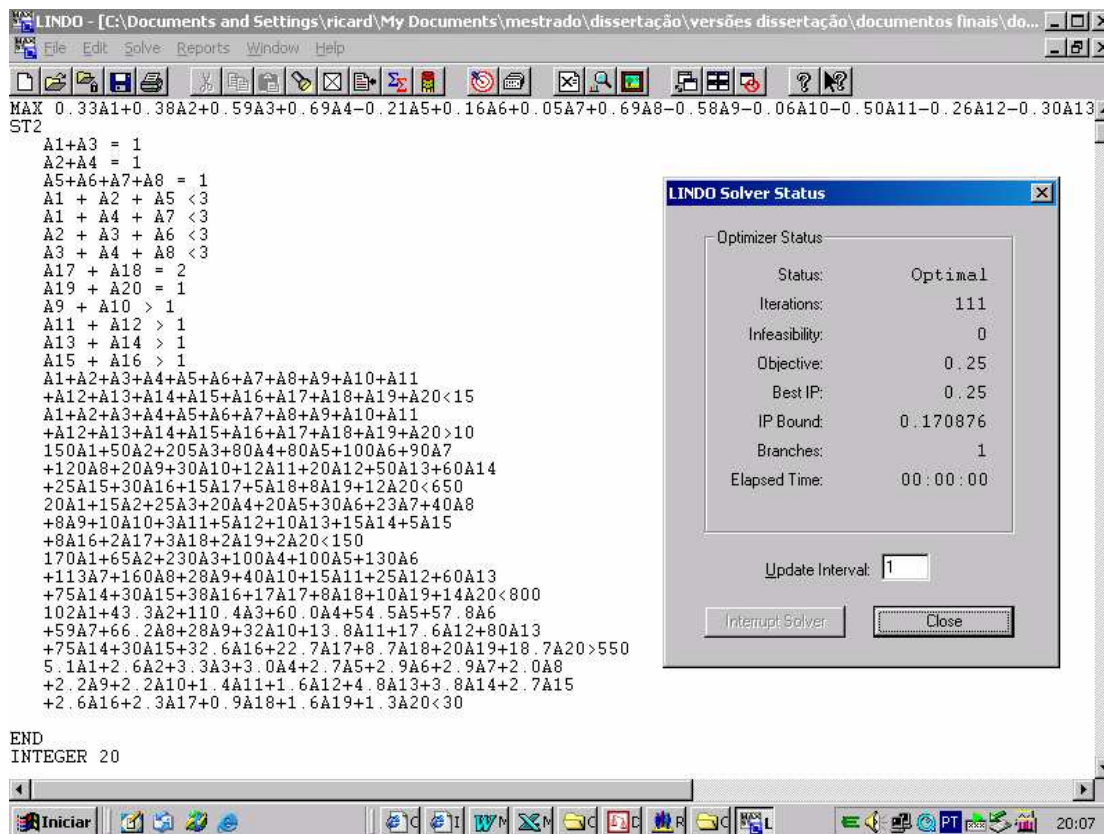 LINDO - [C:\Documents and Settings\ricard\My Documents\mestrado\dissertação\versões dissertação\documentos finais\do...
File Edit Solve Reports Window Help
MAX 0.33A1+0.38A2+0.59A3+0.69A4-0.21A5+0.16A6+0.05A7+0.69A8-0.58A9-0.06A10-0.50A11-0.26A12-0.30A13
ST2
A1+A3 = 1
A2+A4 = 1
A5+A6+A7+A8 = 1
A1 + A2 + A5 <3
A1 + A4 + A7 <3
A2 + A3 + A6 <3
A3 + A4 + A8 <3
A17 + A18 = 2
A19 + A20 = 1
A9 + A10 > 1
A11 + A12 > 1
A13 + A14 > 1
A15 + A16 > 1
A1+A2+A3+A4+A5+A6+A7+A8+A9+A10+A11
+A12+A13+A14+A15+A16+A17+A18+A19+A20<15
A1+A2+A3+A4+A5+A6+A7+A8+A9+A10+A11
+A12+A13+A14+A15+A16+A17+A18+A19+A20>10
150A1+50A2+205A3+80A4+80A5+100A6+90A7
+120A8+20A9+30A10+12A11+20A12+50A13+60A14
+25A15+30A16+15A17+5A18+8A19+12A20<650
20A1+15A2+25A3+20A4+20A5+30A6+23A7+40A8
+8A9+10A10+3A11+5A12+10A13+15A14+5A15
+8A16+2A17+3A18+2A19+2A20<150
170A1+65A2+230A3+100A4+100A5+130A6
+113A7+160A8+28A9+40A10+15A11+25A12+60A13
+75A14+30A15+38A16+17A17+8A18+10A19+14A20<800
102A1+43.3A2+110.4A3+60.0A4+54.5A5+57.8A6
+59A7+66.2A8+28A9+32A10+13.8A11+17.6A12+80A13
+75A14+30A15+32.6A16+22.7A17+8.7A18+20A19+18.7A20>550
5.1A1+2.6A2+3.3A3+3.0A4+2.7A5+2.9A6+2.9A7+2.0A8
+2.2A9+2.2A10+1.4A11+1.6A12+4.8A13+3.8A14+2.7A15
+2.6A16+2.3A17+0.9A18+1.6A19+1.3A20<30
END
INTEGER 20
LINDO Solver Status
Optimizer Status
Status: Optimal
Iterations: 111
Infeasibility: 0
Objective: 0.25
Best IP: 0.25
IP Bound: 0.170876
Branches: 1
Elapsed Time: 00:00:00
Update Interval: 1
Interrupt Solver
Close
Iniciar
PT
20:07